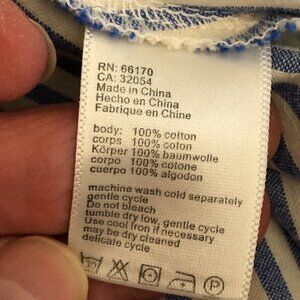 RN: 66170
CA: 32054
Made in China
Hecho en China
Fabrique en Chine
body: 100% cotton
corps 100% coton
Körper 100% baumwolle
corpo 100% cotone
cuerpo 100% algodon
machine wash cold separately
gentle cycle
Do not bleach
tumble dry low, gentle cycle
Use cool iron if necessary
may be dry cleaned
delicate cycle
P